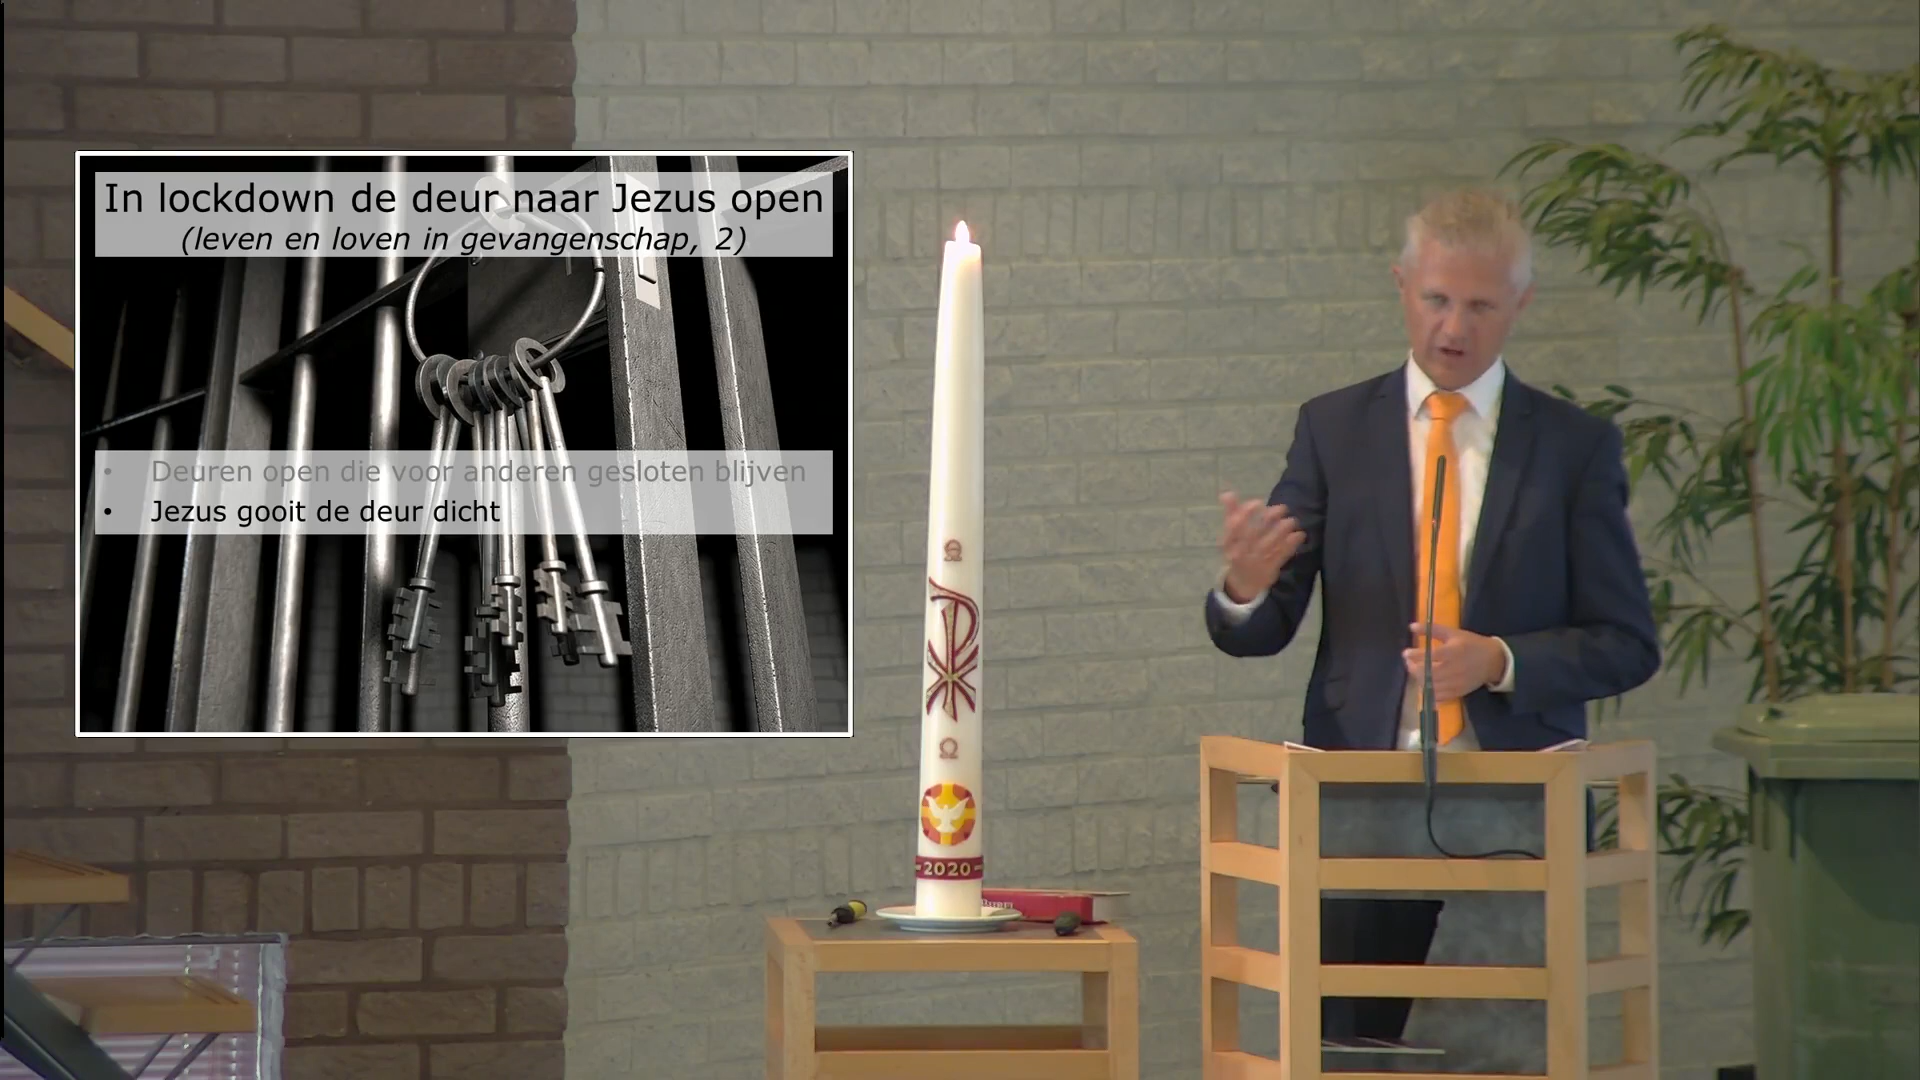 In lockdown de deur naar Jezus open
(leven en loven in gevangenschap, 2)
• Deuren open die voor anderen gesloten blijven
• Jezus gooit de deur dicht
Α
Ω
2020
BIJBEL